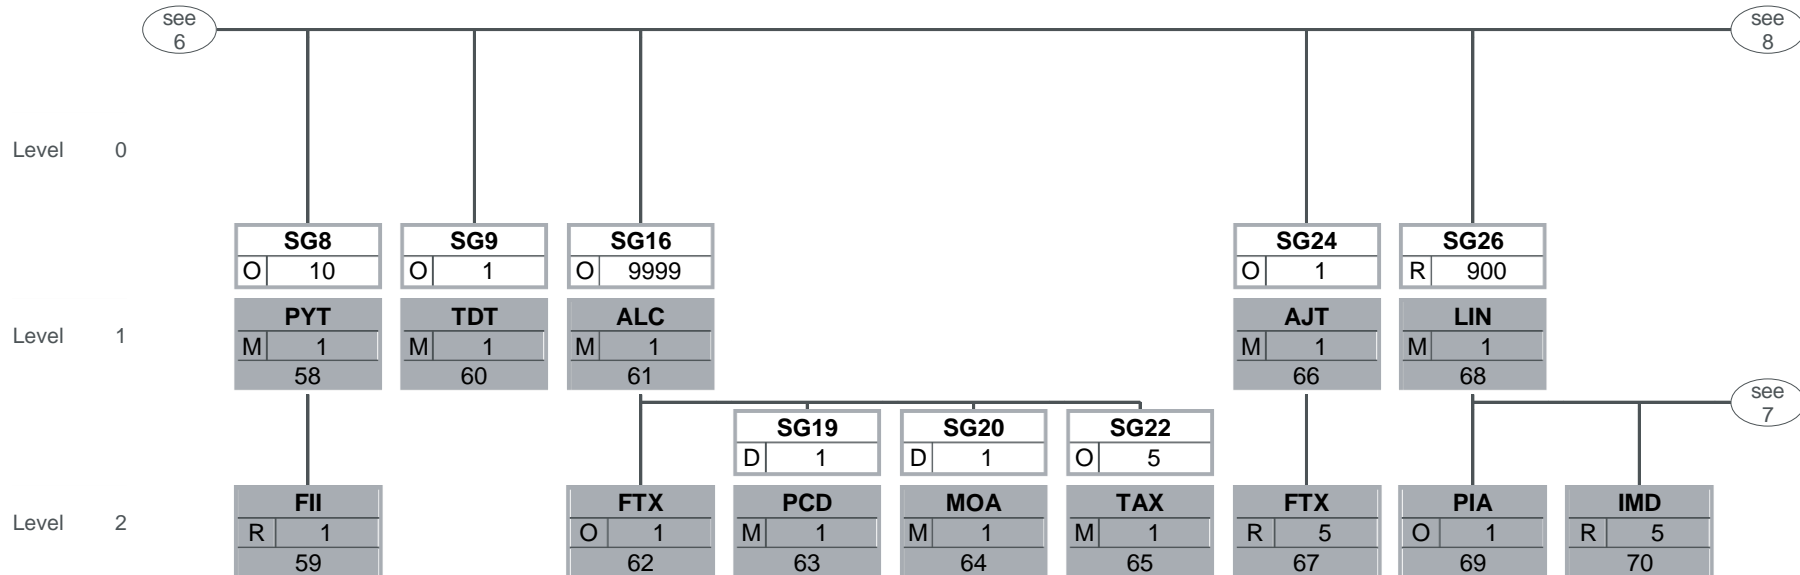 see
6
see
8
Level 0
SG8
O 10
SG9
O 1
SG16
O 9999
SG24
O 1
SG26
R 900
Level 1
PYT
M 1
58
TDT
M 1
60
ALC
M 1
61
AJT
M 1
66
LIN
M 1
68
see
7
SG19
D 1
SG20
D 1
SG22
O 5
Level 2
FII
R 1
59
FTX
O 1
62
PCD
M 1
63
MOA
M 1
64
TAX
M 1
65
FTX
R 5
67
PIA
O 1
69
IMD
R 5
70